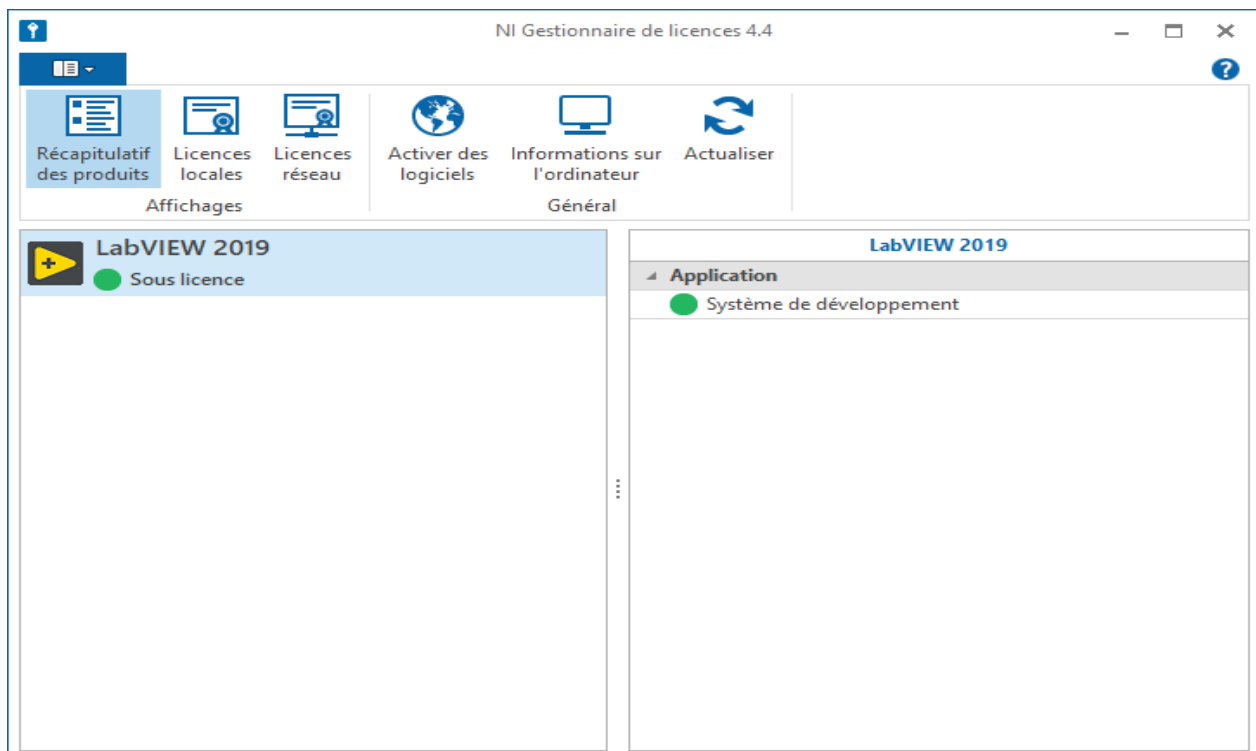 NI Gestionnaire de licences 4.4
?
Récapitulatif
des produits
Licences
locales
Licences
réseau
Activer des
logiciels
Informations sur
l'ordinateur
Actualiser
Affichages
Général
LabVIEW 2019
Sous licence
LabVIEW 2019
Application
Système de développement